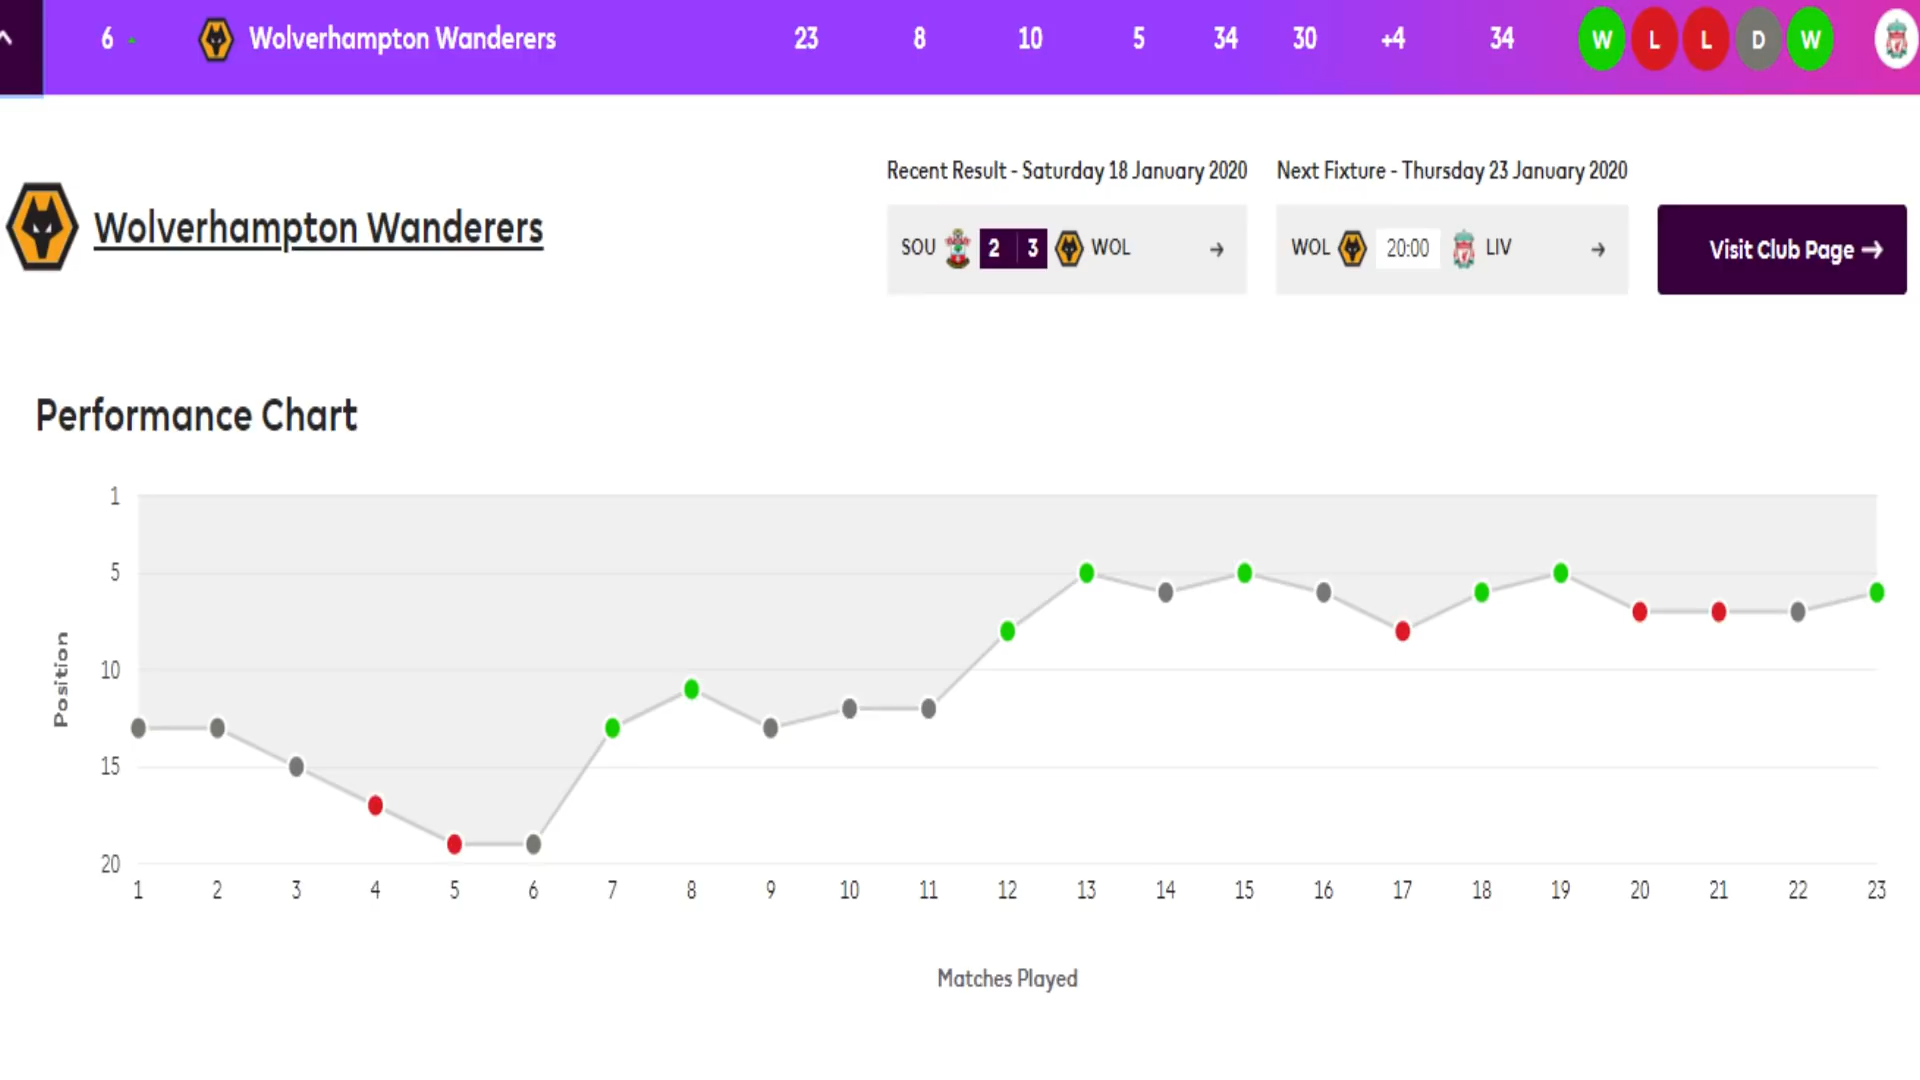 6 Wolverhampton Wanderers 23 8 10 5 34 30 +4 34 W L L D W
Recent Result - Saturday 18 January 2020 Next Fixture - Thursday 23 January 2020
Wolverhampton Wanderers SOU 2 3 WOL → WOL 20:00 LIV → Visit Club Page →
Performance Chart
1
5
10
15
20
Position
1 2 3 4 5 6 7 8 9 10 11 12 13 14 15 16 17 18 19 20 21 22 23
Matches Played